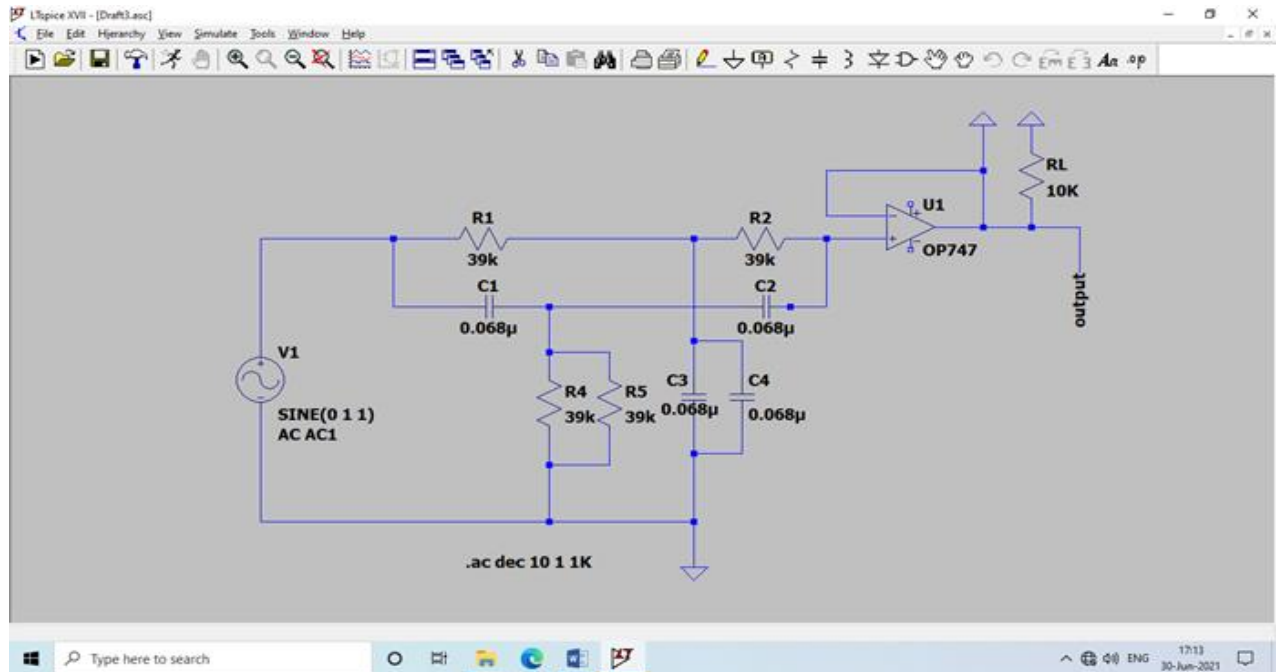 LTspice XVII - [Draft3.asc]
File Edit Hierarchy View Simulate Tools Window Help
Aa .op
RL
10K
U1
OP747
R1
39k
R2
39k
C1
0.068µ
C2
0.068µ
output
V1
SINE(0 1 1)
AC AC1
R4
39k
R5
39k
C3
0.068µ
C4
0.068µ
.ac dec 10 1 1K
Type here to search
ENG
17:13
30-Jun-2021